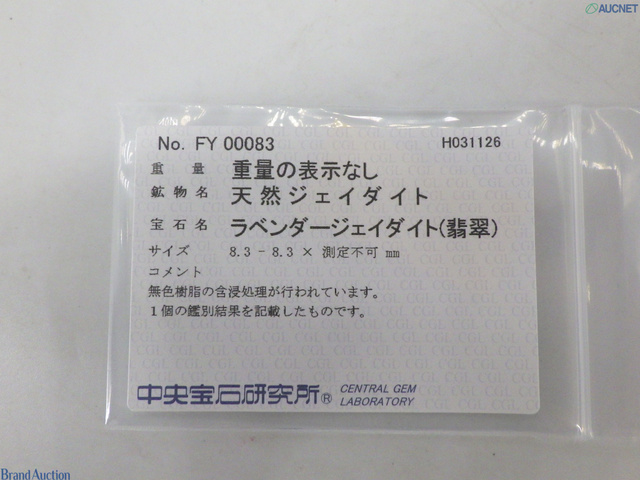 AUCNET
No. FY 00083 H031126
重量 重量の表示なし
鉱物名 天然ジェイダイト
宝石名 ラベンダージェイダイト(翡翠)
サイズ 8.3 - 8.3 × 測定不可 mm
コメント
無色樹脂の含浸処理が行われています。
1個の鑑別結果を記載したものです。
中央宝石研究所® CENTRAL GEM LABORATORY
Brand Auction